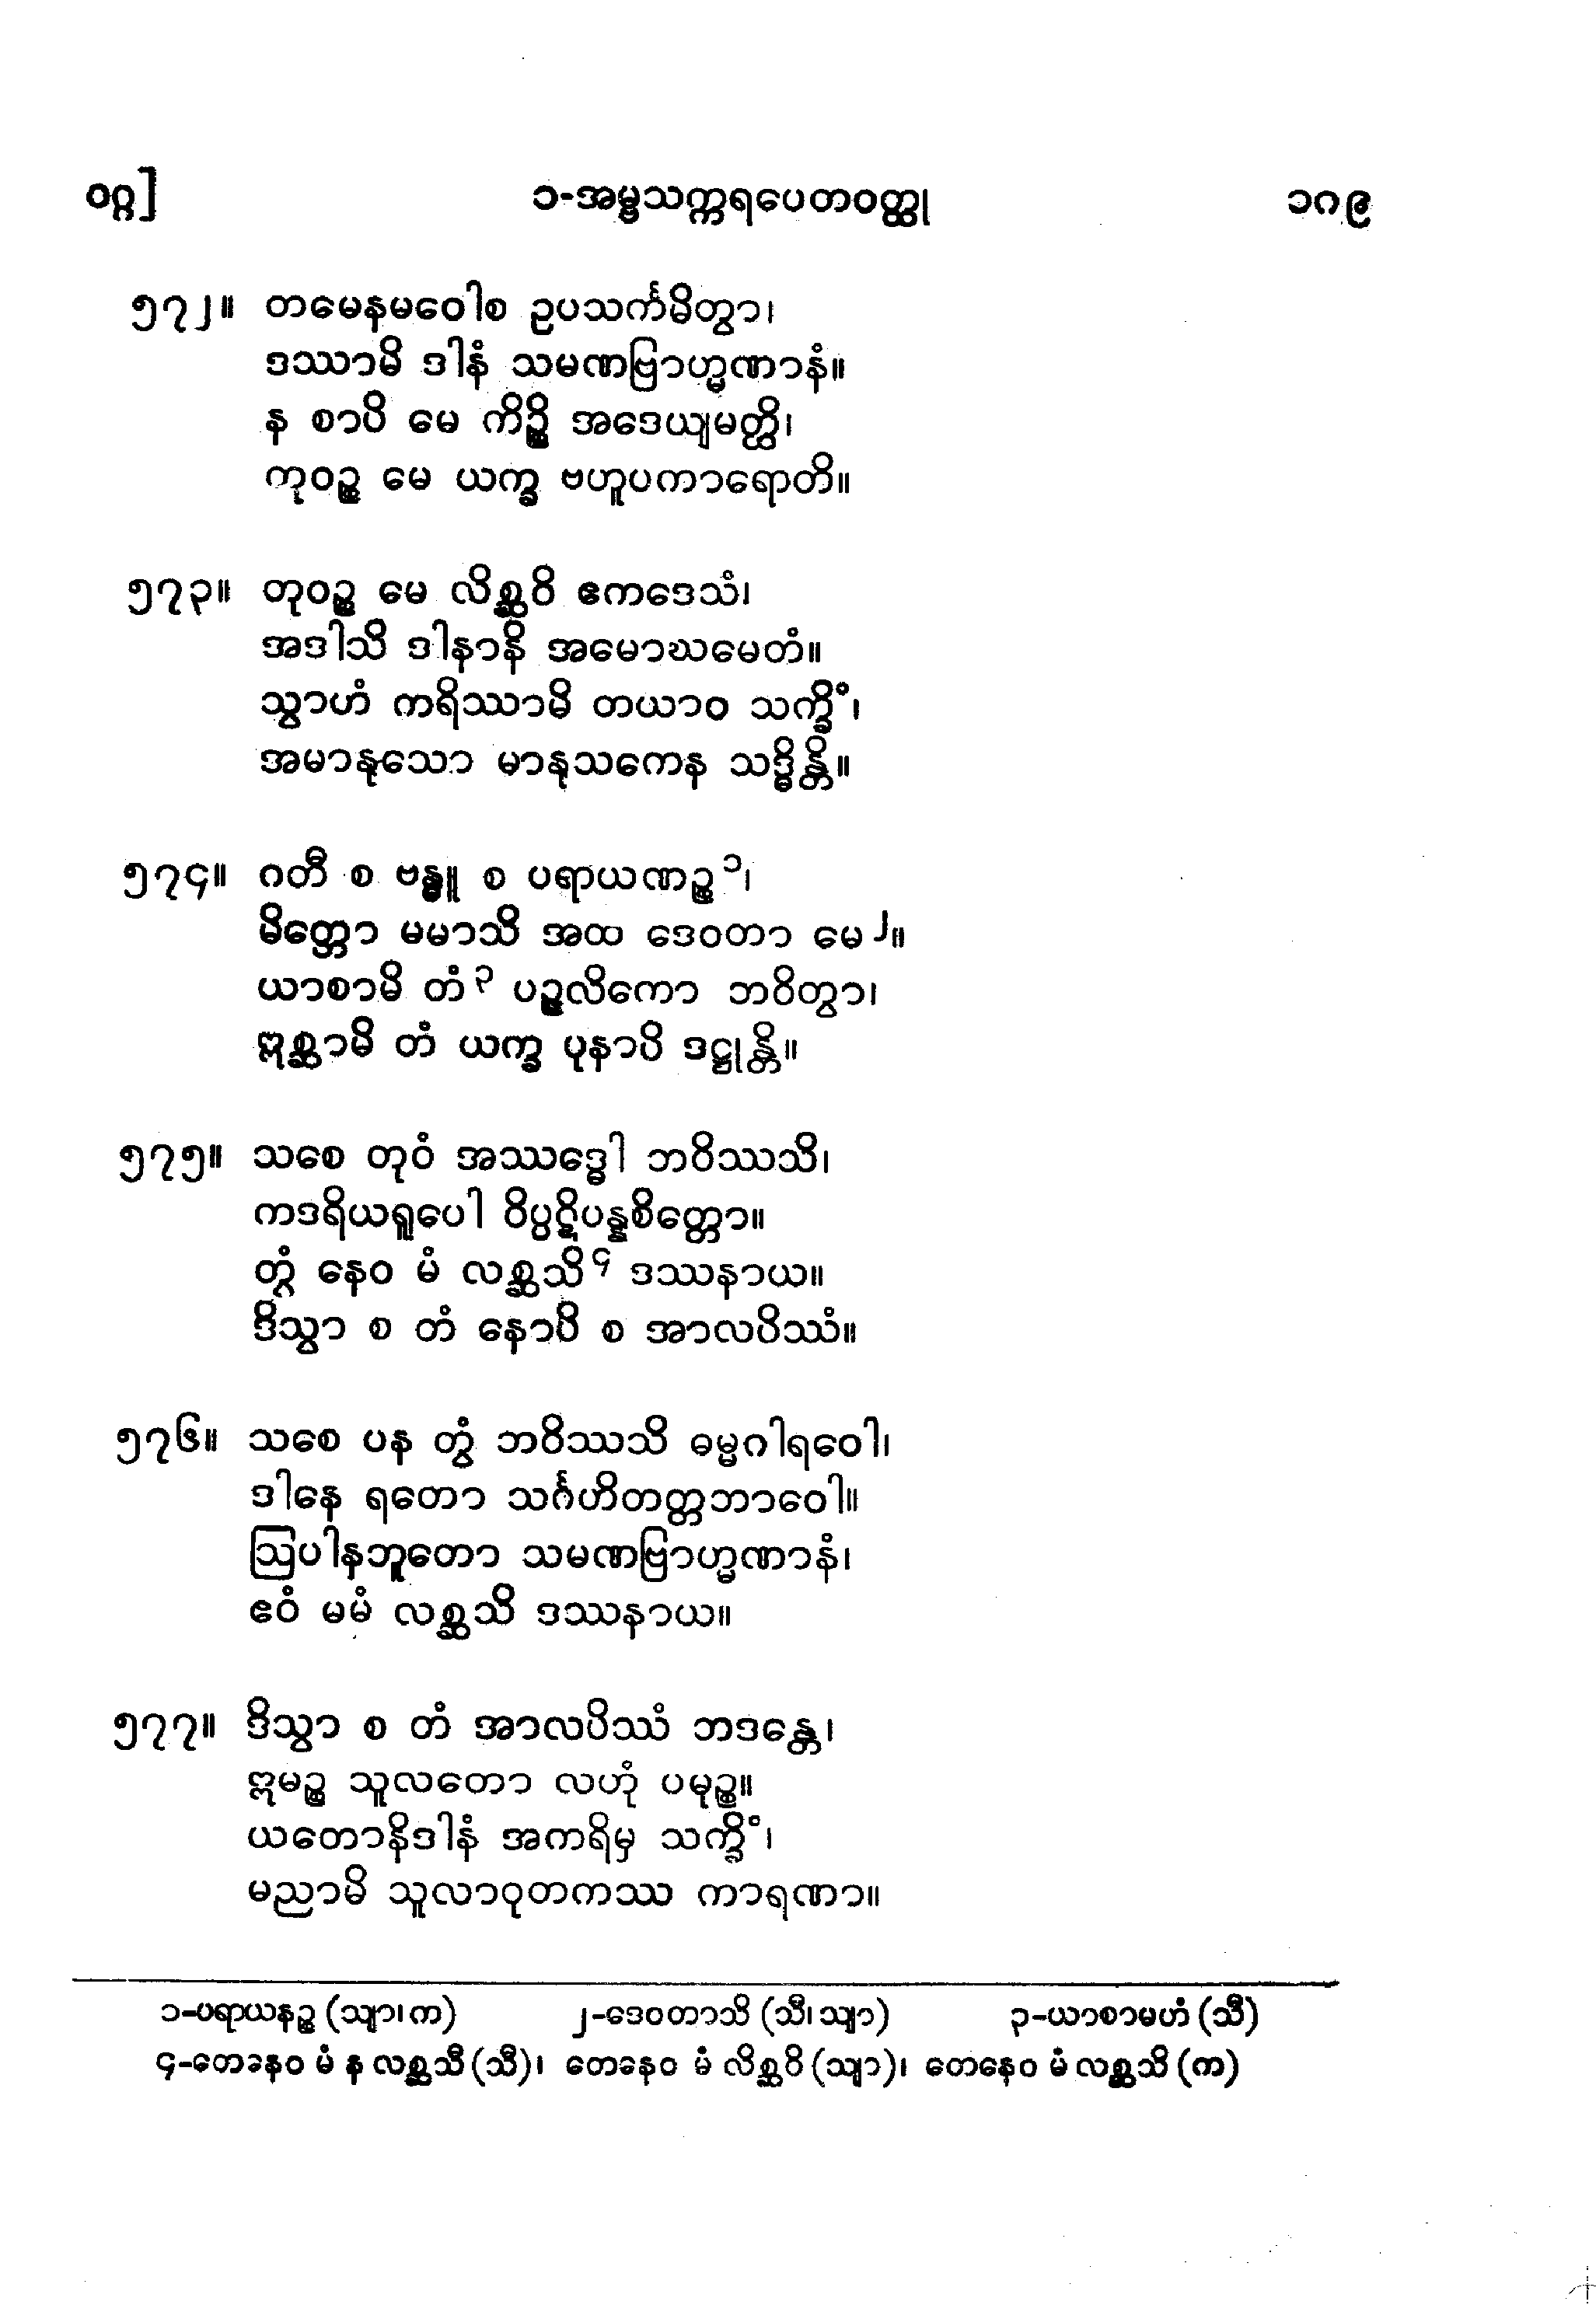 ဝဂ္ဂ]
၁-အမ္ဗသက္ကရပေတဝတ္ထု
၁ဂ၉
၅၇၂။ တမေနမဝေါစ ဥပသင်္ကမိတွာ၊
ဒဿာမိ ဒါနံ သမဏဗြာဟ္မဏာနံ။
န စာပိ မေ ကိဉ္စိ အဒေယျမတ္ထိ၊
ကုဝဉ္စ မေ ယက္ခ ဗဟူပကာရောတိ။
၅၇၃။ တုဝဉ္စ မေ လိစ္ဆဝိ ဧကဒေသံ၊
အဒါသိ ဒါနာနိ အမောဃမေတံ။
သွာဟံ ကရိဿာမိ တယာဝ သက္ခိံ၊
အမာနုသော မာနုသကေန သဒ္ဓိန္တိ။
၅၇၄။ ဂတီ စ ဗန္ဓူ စ ပရာယဏဉ္စ ၁၊
မိတ္တော မမာသိ အထ ဒေဝတာ မေ ၂။
ယာစာမိ တံ ၃ ပဉ္ဇလိကော ဘဝိတွာ၊
ဣစ္ဆာမိ တံ ယက္ခ ပုနာပိ ဒဋ္ဌုန္တိ။
၅၇၅။ သစေ တုဝံ အဿဒ္ဓေါ ဘဝိဿသိ၊
ကဒရိယရူပေါ ဝိပ္ပဋိပန္နစိတ္တော။
တွံ နေဝ မံ လစ္ဆသိ ၄ ဒဿနာယ။
ဒိသွာ စ တံ နောပိ စ အာလပိဿံ။
၅၇၆။ သစေ ပန တွံ ဘဝိဿသိ ဓမ္မဂါရဝေါ၊
ဒါနေ ရတော သင်္ဂဟိတတ္တဘာဝေါ။
ဩပါနဘူတော သမဏဗြာဟ္မဏာနံ၊
ဧဝံ မမံ လစ္ဆသိ ဒဿနာယ။
၅၇၇။ ဒိသွာ စ တံ အာလပိဿံ ဘဒန္တေ၊
ဣမဉ္စ သူလတော လဟုံ ပမုဉ္စ။
ယတောနိဒါနံ အကရိမှ သက္ခိံ၊
မညာမိ သူလာဝုတကဿ ကာရဏာ။
၁-ပရာယနဉ္စ (သျာ၊ က) ၂-ဒေဝတာသိ (သီ၊ သျာ) ၃-ယာစာမဟံ (သီ)
၄-တေနေဝ မံ န လစ္ဆသီ (သီ)၊ တေနေဝ မံ လိစ္ဆဝိ (သျာ)၊ တေနေဝ မံ လစ္ဆသိ (က)